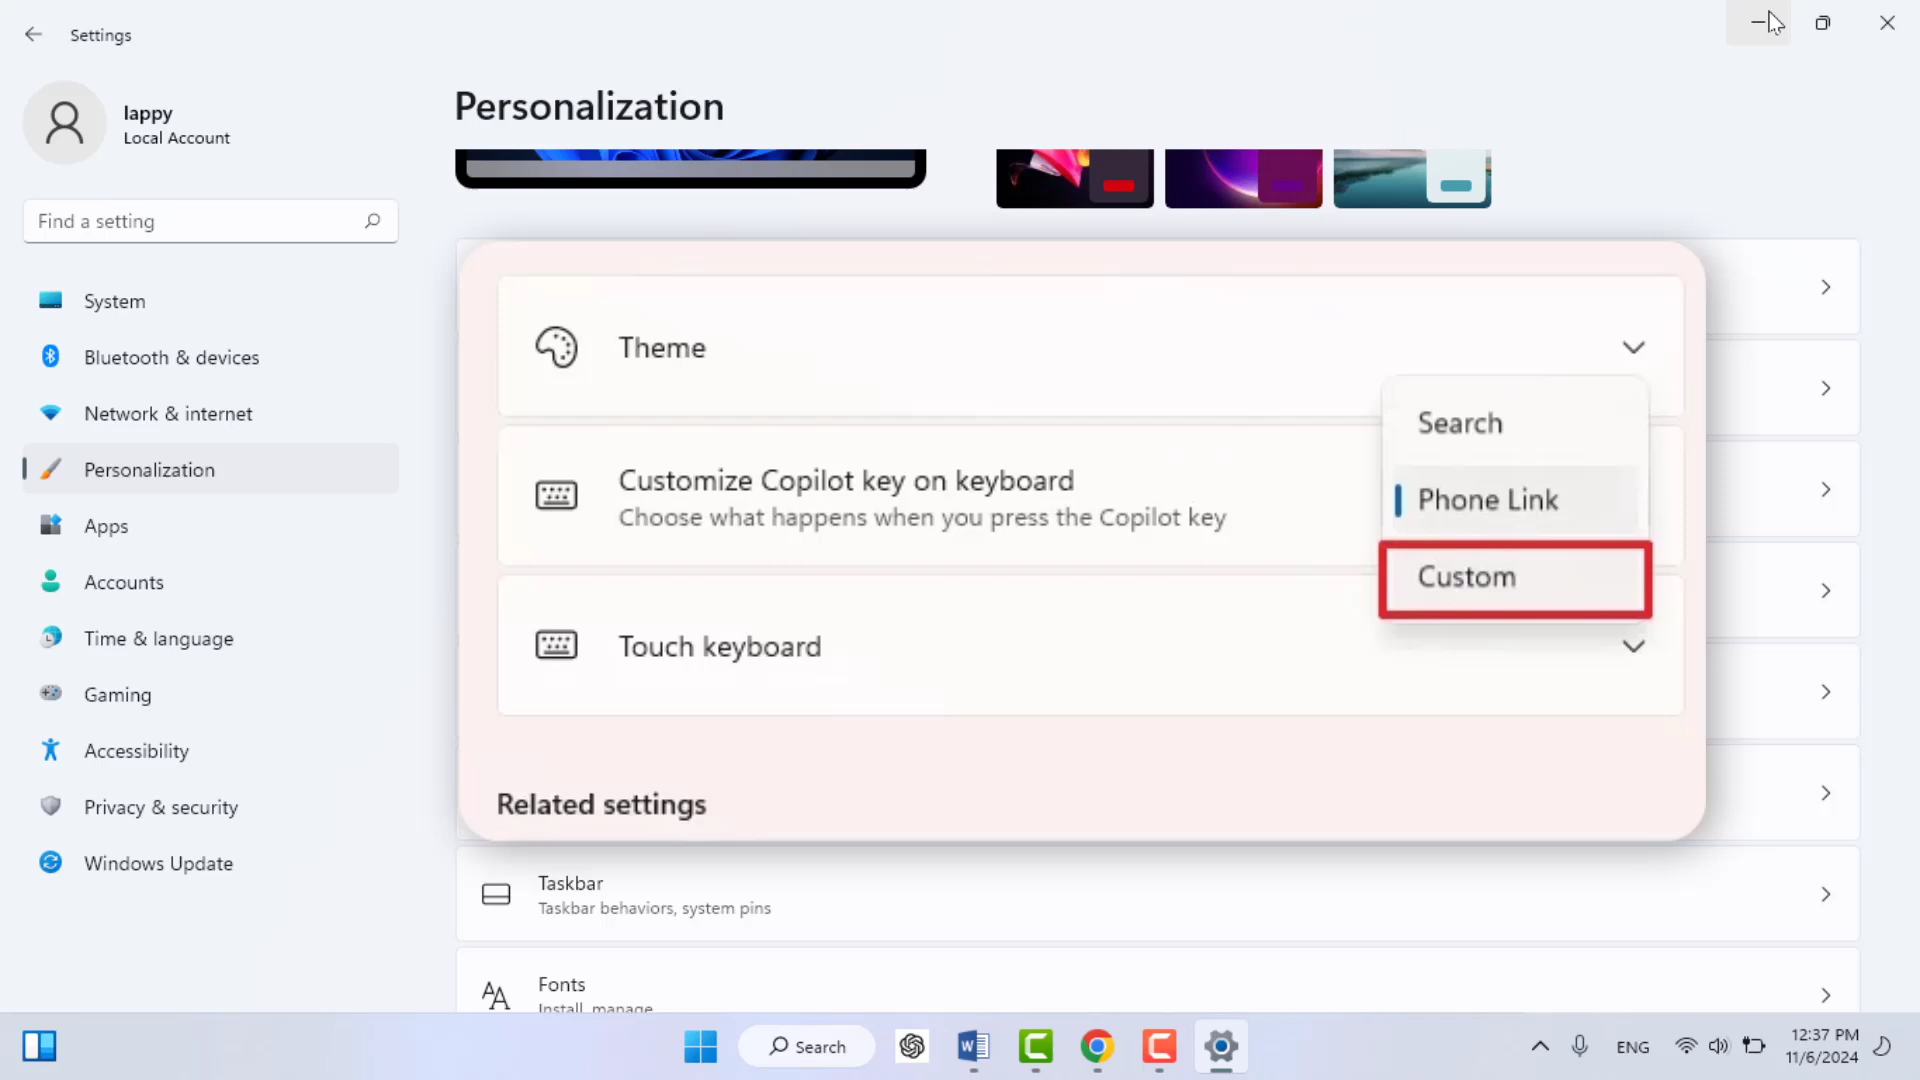 Settings
lappy
Local Account
Find a setting
System
Bluetooth & devices
Network & internet
Personalization
Apps
Accounts
Time & language
Gaming
Accessibility
Privacy & security
Windows Update
Personalization
Theme
Search
Phone Link
Custom
Customize Copilot key on keyboard
Choose what happens when you press the Copilot key
Touch keyboard
Related settings
Taskbar
Taskbar behaviors, system pins
Fonts
Install, manage
Search
ENG
12:37 PM
11/6/2024